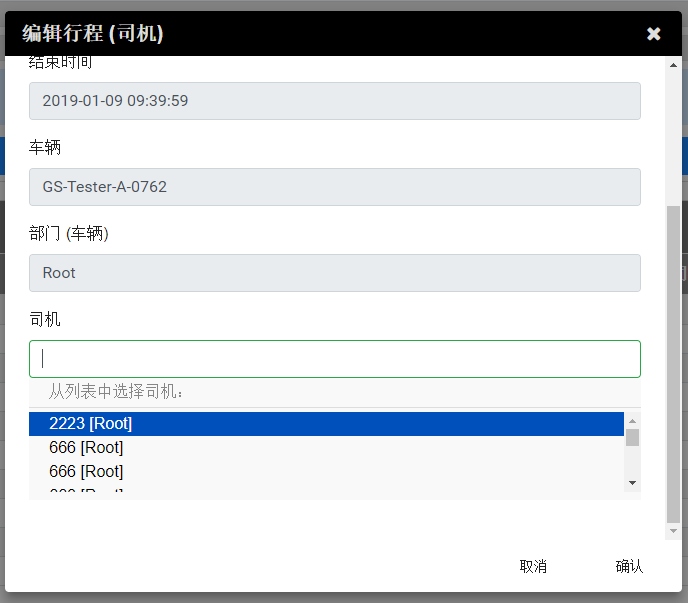 编辑行程 (司机)
结束时间
2019-01-09 09:39:59
车辆
GS-Tester-A-0762
部门 (车辆)
Root
司机
从列表中选择司机：
2223 [Root]
666 [Root]
666 [Root]
取消 确认